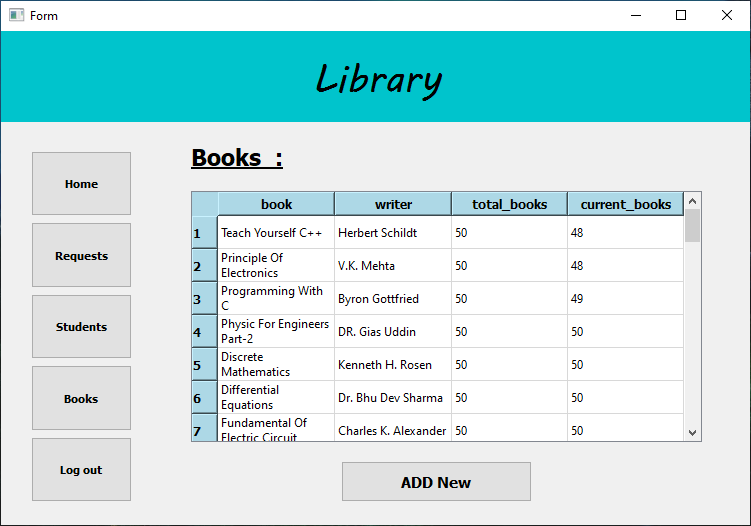 Form
Library
Home
Requests
Students
Books
Log out
Books :
book writer total_books current_books
1 Teach Yourself C++ Herbert Schildt 50 48
2 Principle Of
Electronics V.K. Mehta 50 48
3 Programming With
C Byron Gottfried 50 49
4 Physic For Engineers
Part-2 DR. Gias Uddin 50 50
5 Discrete
Mathematics Kenneth H. Rosen 50 50
6 Differential
Equations Dr. Bhu Dev Sharma 50 50
7 Fundamental Of
Electric Circuit Charles K. Alexander 50 50
ADD New